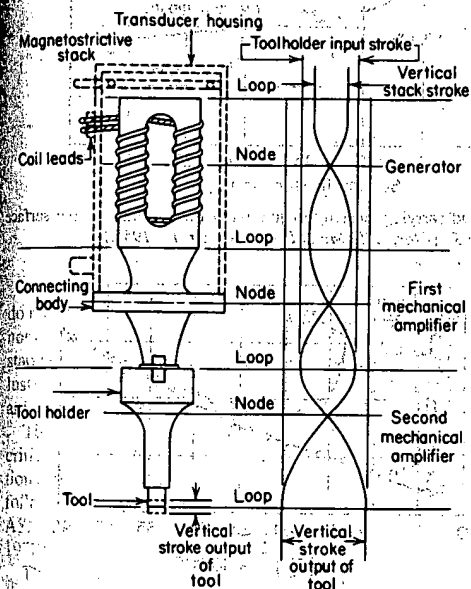 Transducer housing
Magnetostrictive
stack
Toolholder input stroke
Loop
Vertical
stack stroke
Coil leads
Node
Generator
Loop
Connecting
body
Node
First
mechanical
amplifier
Loop
Tool holder
Node
Second
mechanical
amplifier
Tool
Loop
Vertical
stroke output
of
tool
Vertical
stroke
output of
tool